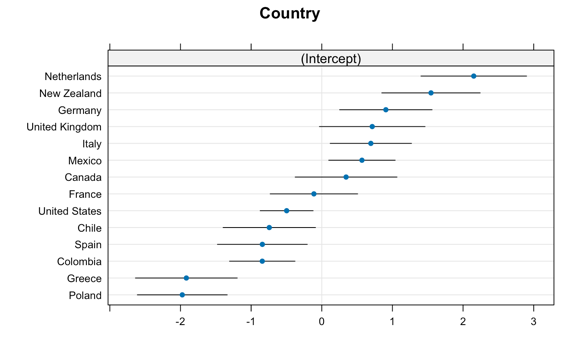 Country
(Intercept)
Netherlands
New Zealand
Germany
United Kingdom
Italy
Mexico
Canada
France
United States
Chile
Spain
Colombia
Greece
Poland
-2 -1 0 1 2 3